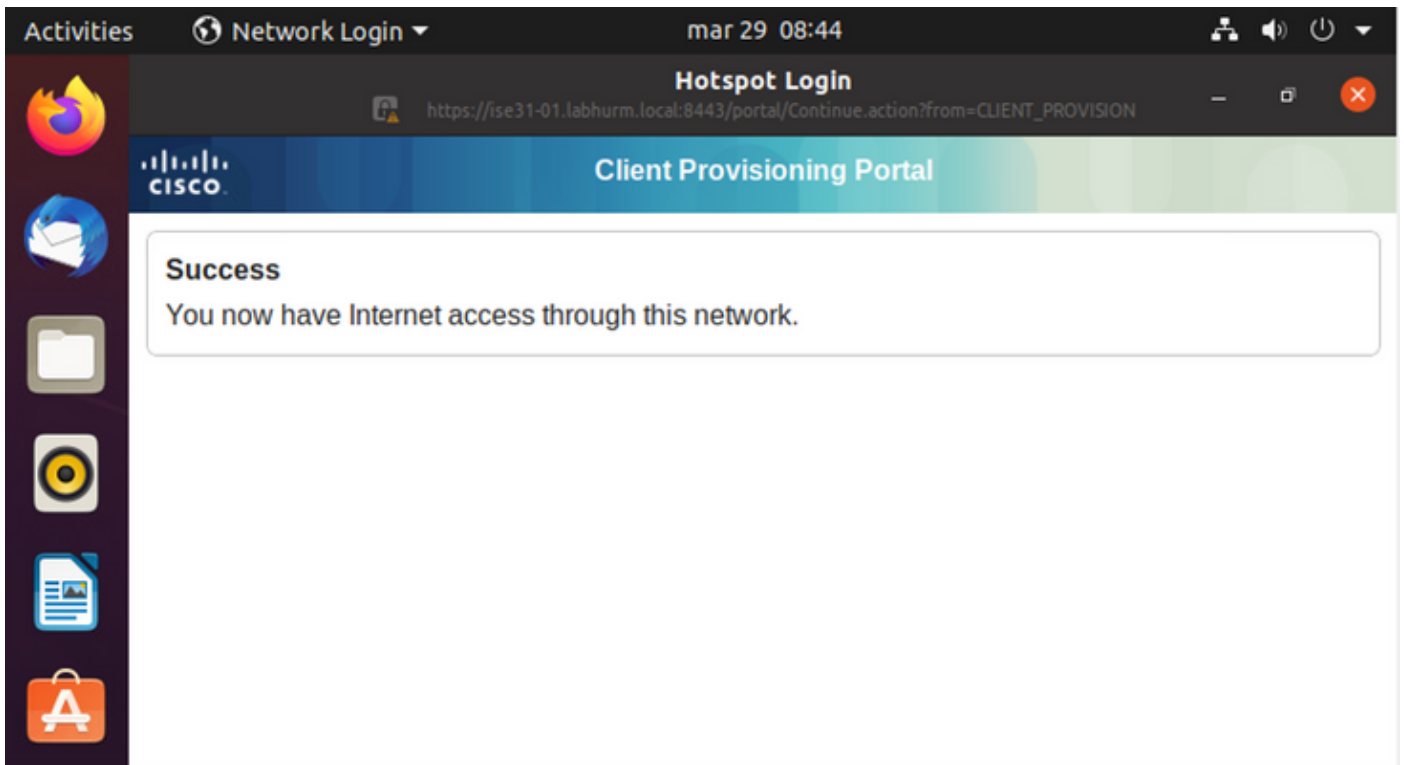 Activities Network Login mar 29 08:44
Hotspot Login
https://ise31-01.labhurm.local:8443/portal/Continue.action?from=CLIENT_PROVISION
CISCO. Client Provisioning Portal
Success
You now have Internet access through this network.